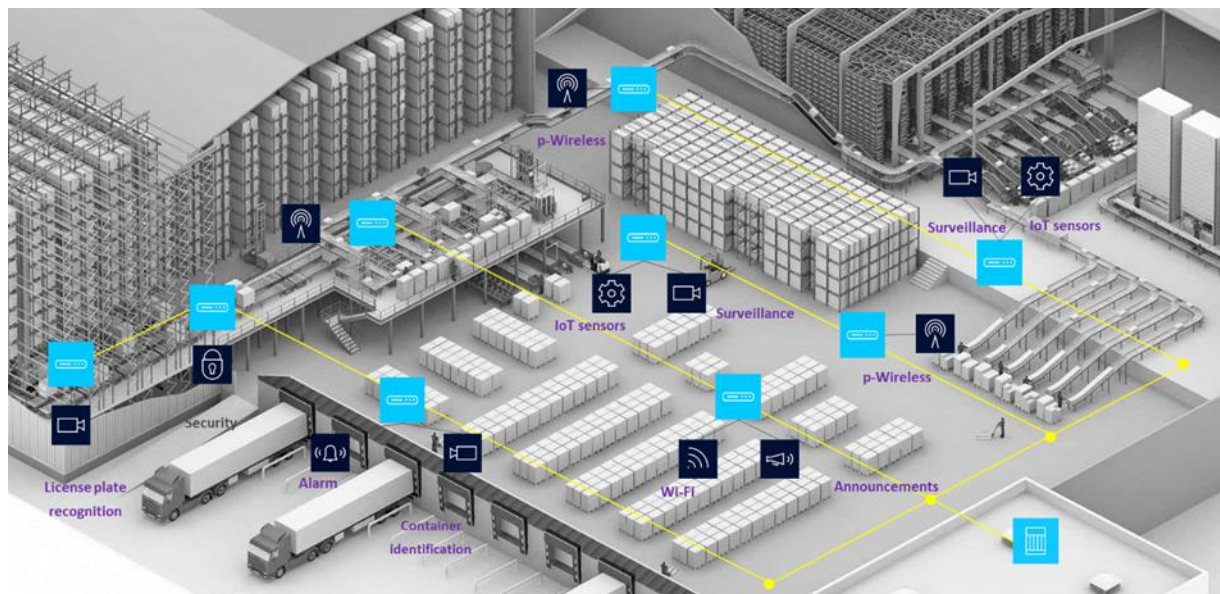 p-Wireless
Surveillance
IoT sensors
IoT sensors
Surveillance
p-Wireless
Security
License plate
recognition
Alarm
Container
identification
Wi-Fi
Announcements